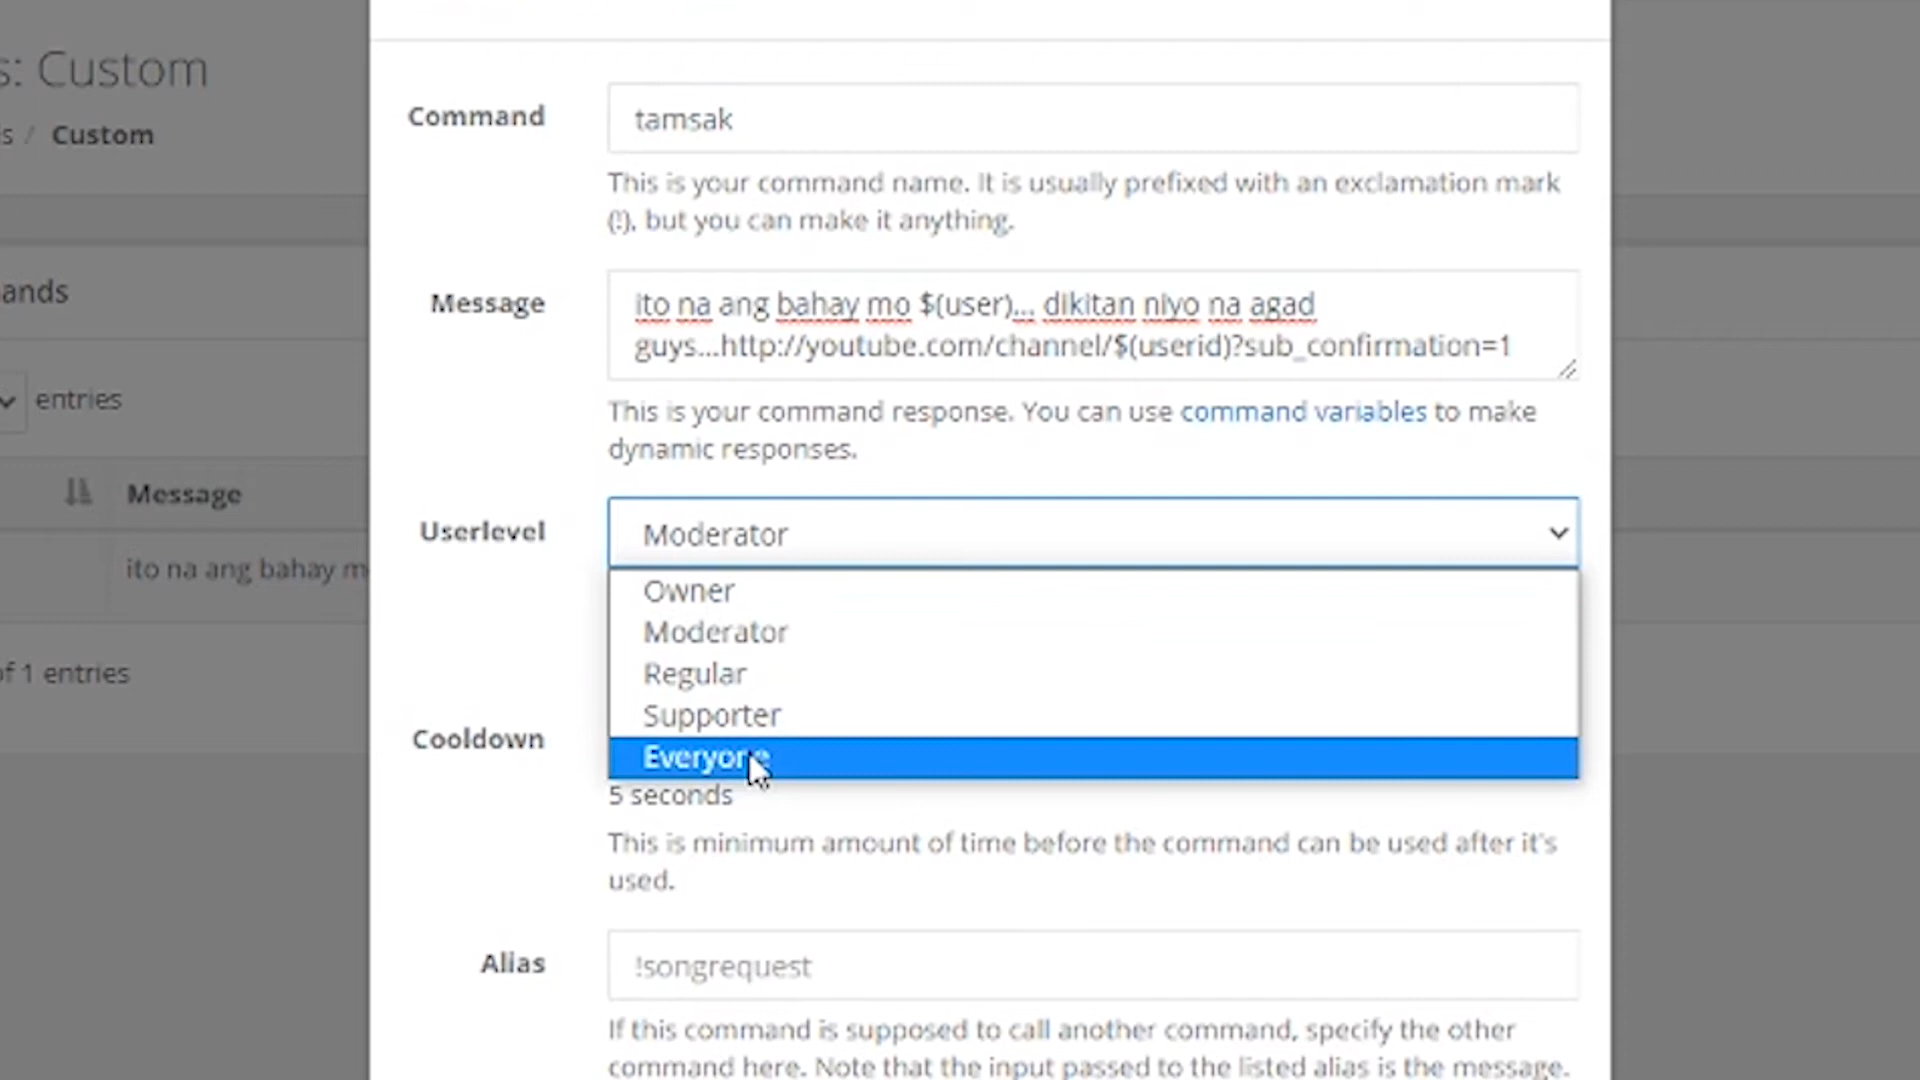 s: Custom
s / Custom
ands
entries
Message
ito na ang bahay m
of 1 entries
Command
tamsak
This is your command name. It is usually prefixed with an exclamation mark
(!), but you can make it anything.
Message
ito na ang bahay mo $(user)... dikitan niyo na agad
guys...http://youtube.com/channel/$(userid)?sub_confirmation=1
This is your command response. You can use command variables to make
dynamic responses.
Userlevel
Moderator
Owner
Moderator
Regular
Supporter
Everyone
Cooldown
5 seconds
This is minimum amount of time before the command can be used after it's
used.
Alias
!songrequest
If this command is supposed to call another command, specify the other
command here. Note that the input passed to the listed alias is the message.